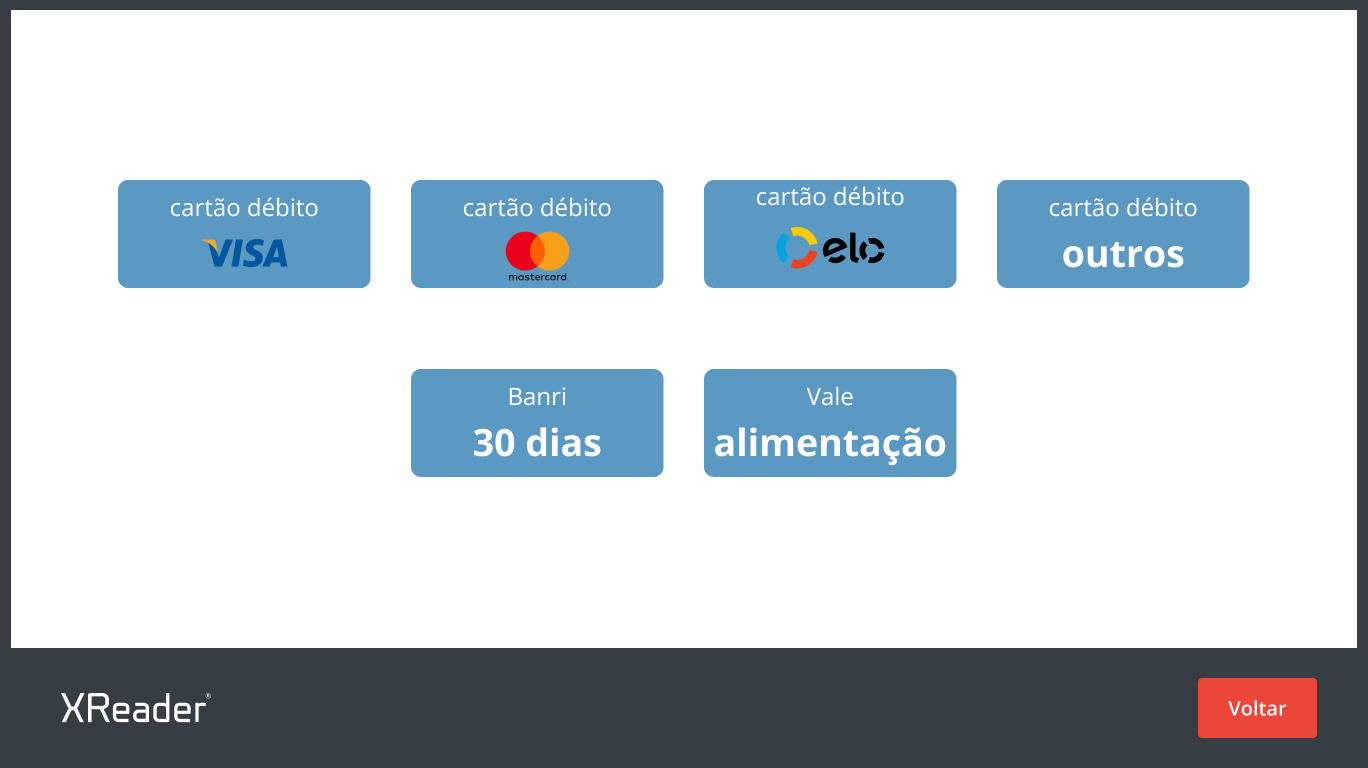 cartão débito
VISA
cartão débito
mastercard
cartão débito
elo
cartão débito
outros
Banri
30 dias
Vale
alimentação
XReader®
Voltar